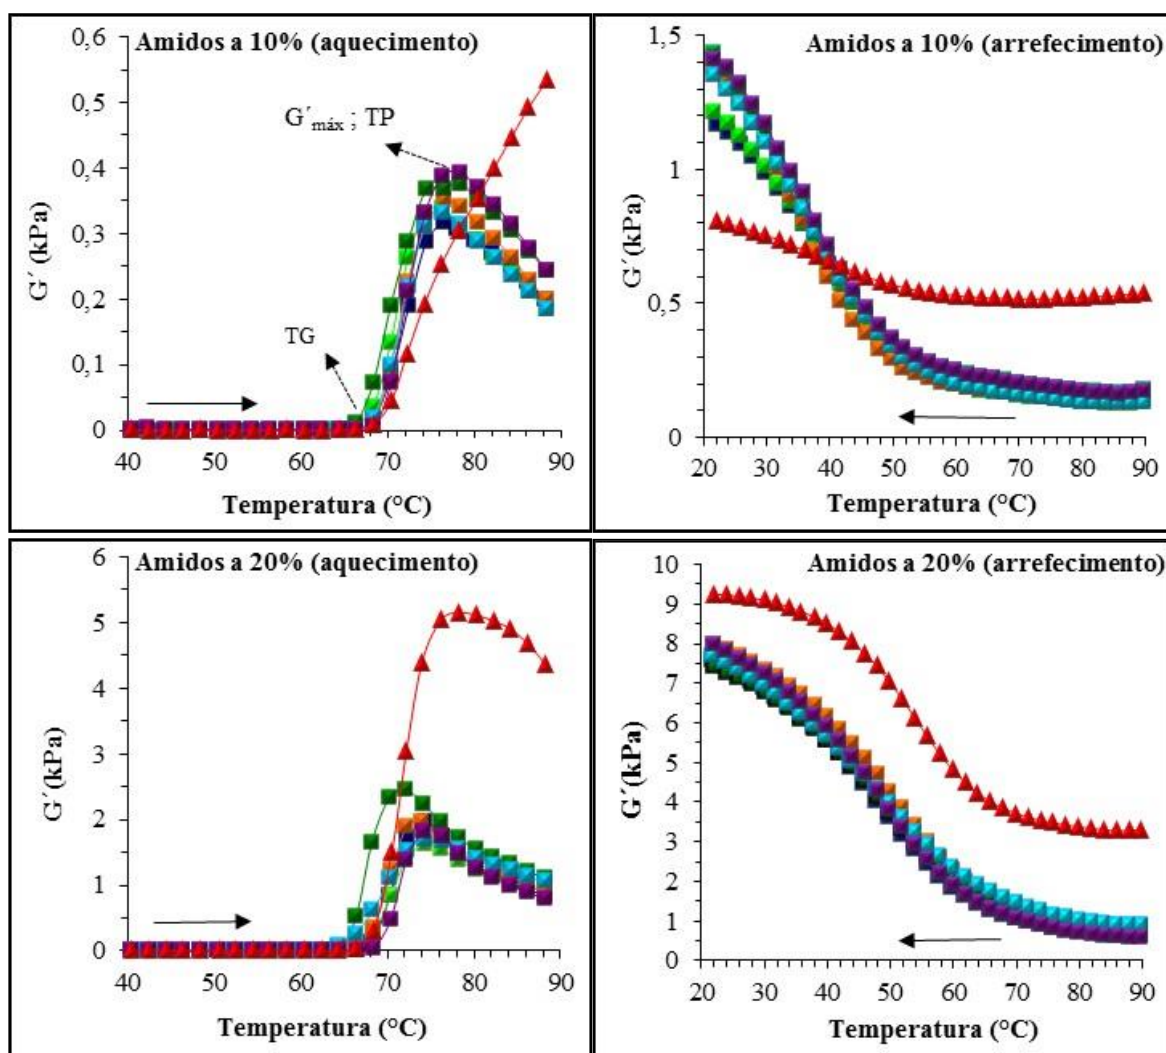 Amidos a 10% (aquecimento)
G´ (kPa)
0,6
0,5
0,4
0,3
0,2
0,1
0
G´máx ; TP
TG
40 50 60 70 80 90
Temperatura (°C)
Amidos a 10% (arrefecimento)
G´(kPa)
1,5
1
0,5
0
20 30 40 50 60 70 80 90
Temperatura (°C)
Amidos a 20% (aquecimento)
G´(kPa)
6
5
4
3
2
1
0
40 50 60 70 80 90
Temperatura (°C)
Amidos a 20% (arrefecimento)
G´(kPa)
10
9
8
7
6
5
4
3
2
1
0
20 30 40 50 60 70 80 90
Temperatura (°C)